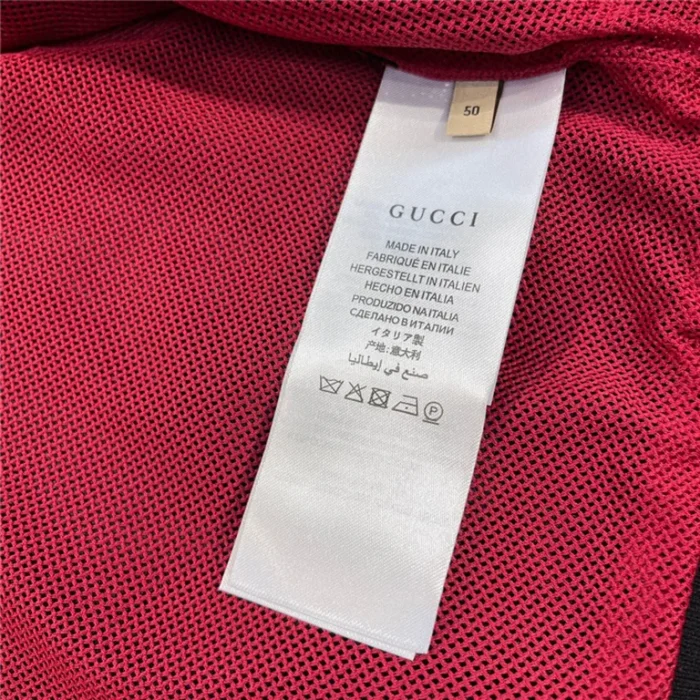 50
GUCCI
MADE IN ITALY
FABRIQUÉ EN ITALIE
HERGESTELLT IN ITALIEN
HECHO EN ITALIA
PRODUZIDO NA ITALIA
СДЕЛАНО В ИТАЛИИ
イタリア製
产地:意大利
صنع في إيطاليا
P